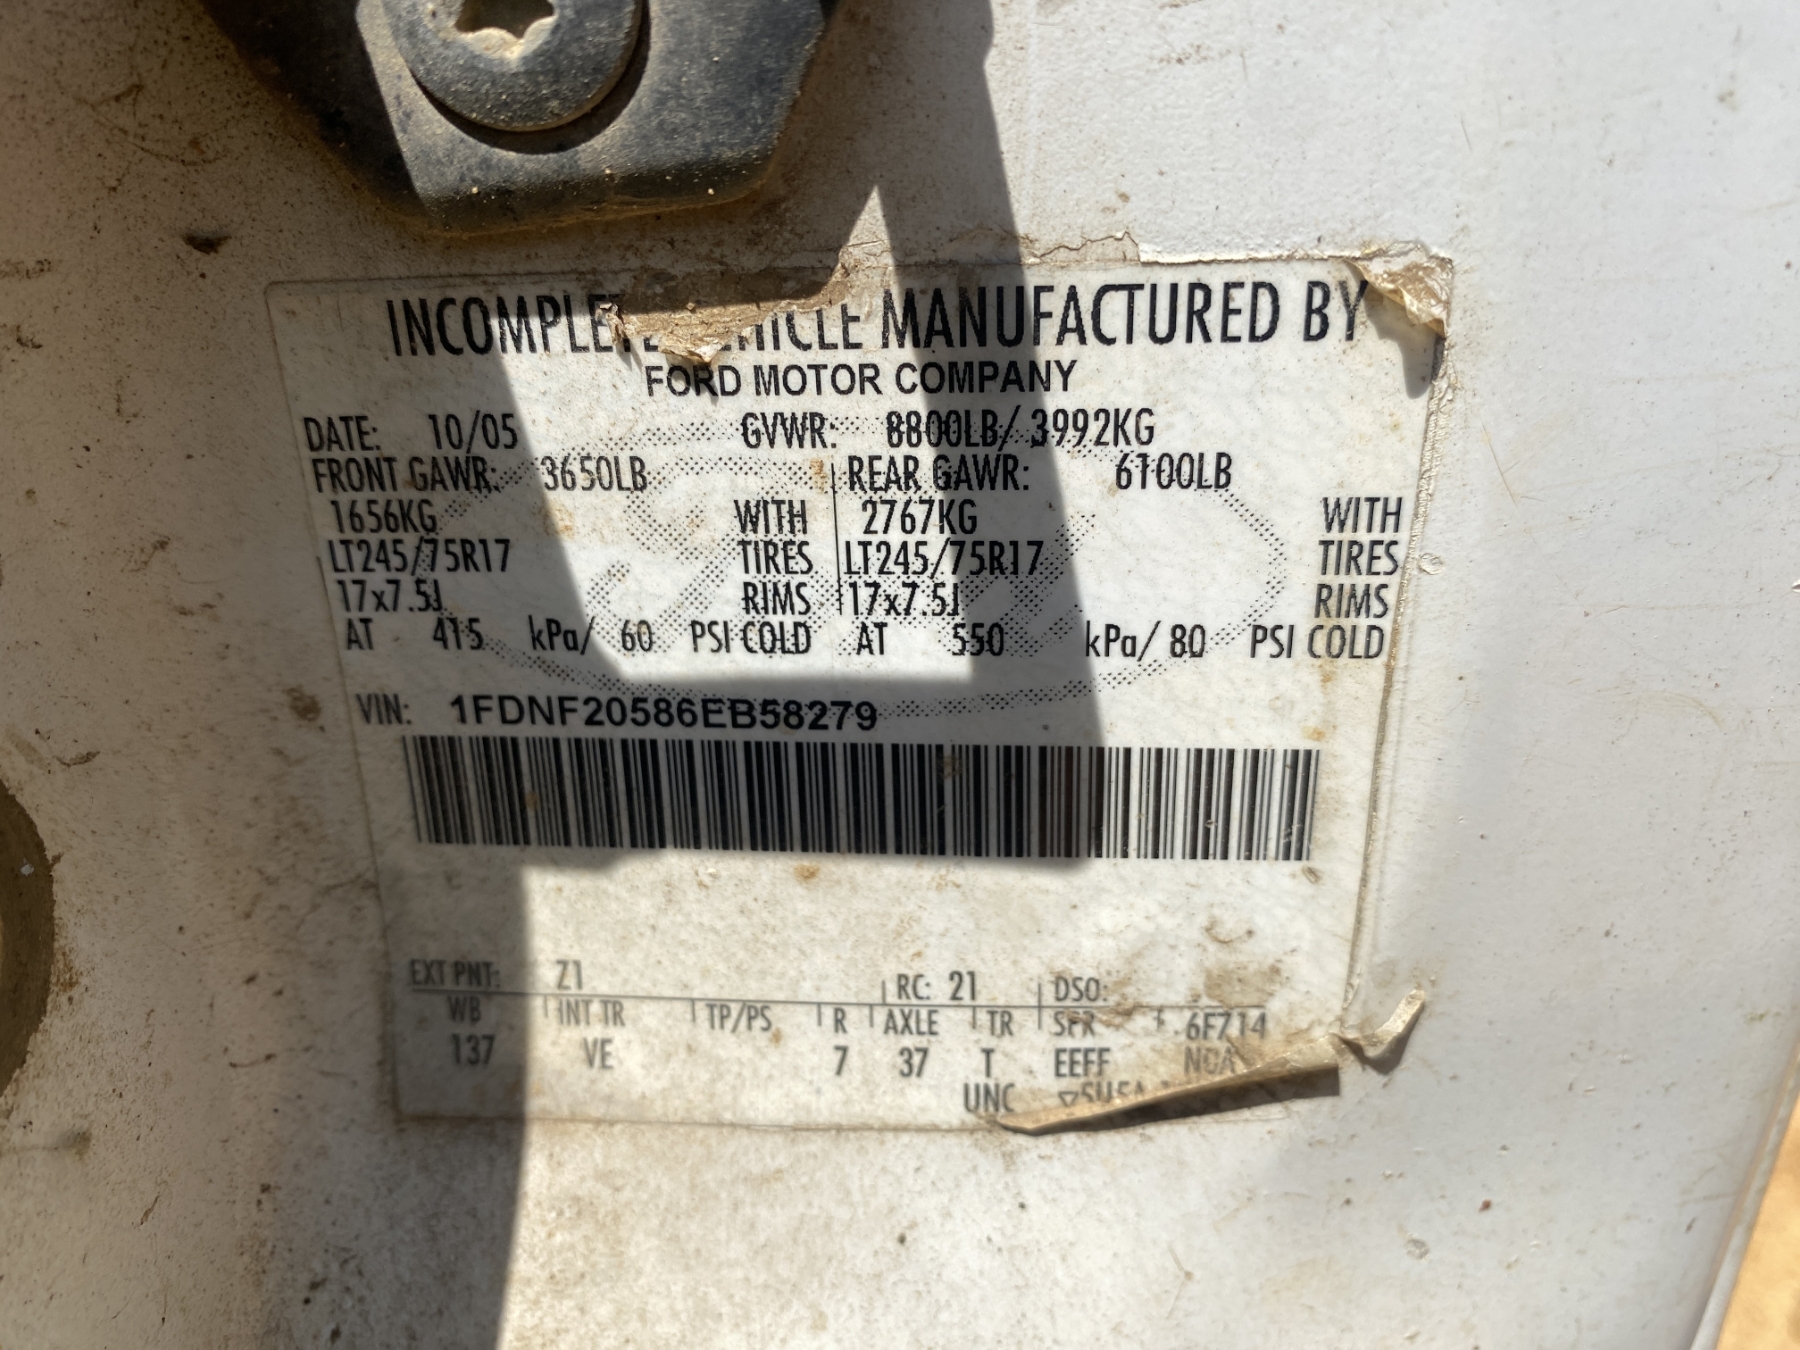 INCOMPLETE VEHICLE MANUFACTURED BY
FORD MOTOR COMPANY
DATE: 10/05 GVWR: 8800LB/ 3992KG
FRONT GAWR: 3650LB REAR GAWR: 6100LB
1656KG WITH 2767KG WITH
LT245/75R17 TIRES LT245/75R17 TIRES
17x7.5J RIMS 17x7.5J RIMS
AT 415 kPa/ 60 PSI COLD AT 550 kPa/ 80 PSI COLD
VIN: 1FDNF20586EB58279
EXT PNT: Z1 RC: 21 DSO:
WB INT TR TP/PS R AXLE TR SPR 6F714
137 VE 7 37 T EEFF
UNC